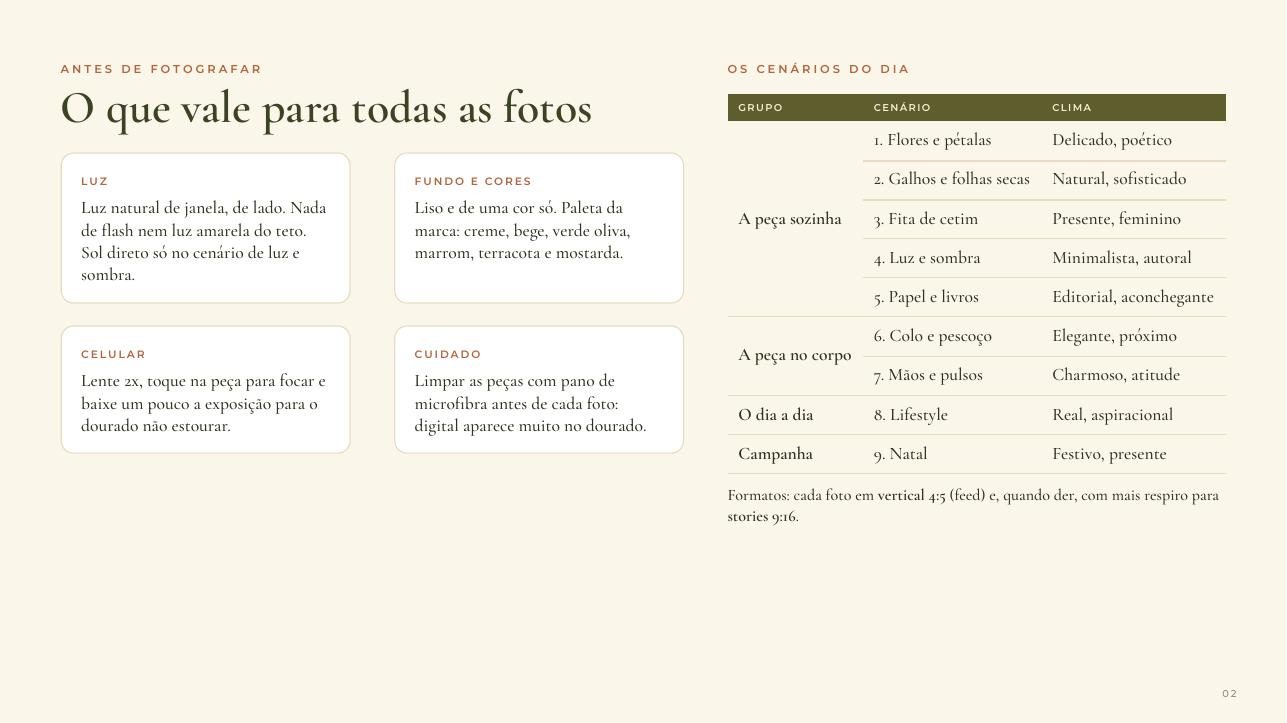 ANTES DE FOTOGRAFAR
O que vale para todas as fotos
LUZ
Luz natural de janela, de lado. Nada
de flash nem luz amarela do teto.
Sol direto só no cenário de luz e
sombra.
FUNDO E CORES
Liso e de uma cor só. Paleta da
marca: creme, bege, verde oliva,
marrom, terracota e mostarda.
CELULAR
Lente 2x, toque na peça para focar e
baixe um pouco a exposição para o
dourado não estourar.
CUIDADO
Limpar as peças com pano de
microfibra antes de cada foto:
digital aparece muito no dourado.
OS CENÁRIOS DO DIA
GRUPO CENÁRIO CLIMA
A peça sozinha
1. Flores e pétalas Delicado, poético
2. Galhos e folhas secas Natural, sofisticado
3. Fita de cetim Presente, feminino
4. Luz e sombra Minimalista, autoral
5. Papel e livros Editorial, aconchegante
A peça no corpo
6. Colo e pescoço Elegante, próximo
7. Mãos e pulsos Charmoso, atitude
O dia a dia 8. Lifestyle Real, aspiracional
Campanha 9. Natal Festivo, presente
Formatos: cada foto em vertical 4:5 (feed) e, quando der, com mais respiro para
stories 9:16.
02